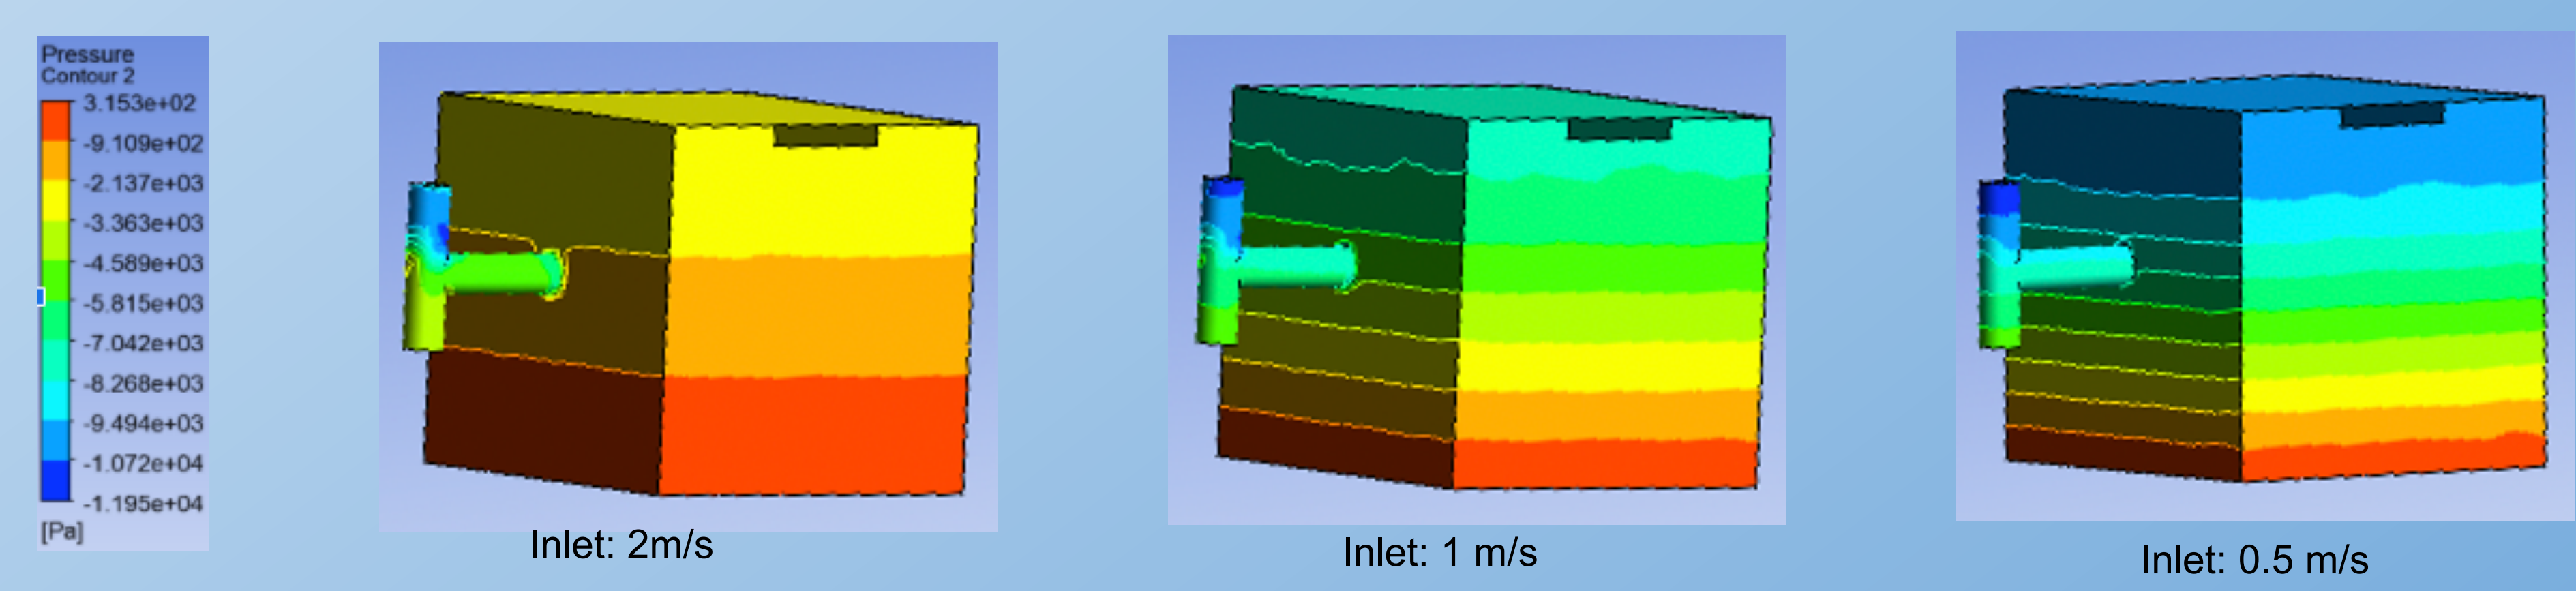 Pressure
Contour 2
3.153e+02
-9.109e+02
-2.137e+03
-3.363e+03
-4.589e+03
-5.815e+03
-7.042e+03
-8.268e+03
-9.494e+03
-1.072e+04
-1.195e+04
[Pa]
Inlet: 2m/s
Inlet: 1 m/s
Inlet: 0.5 m/s